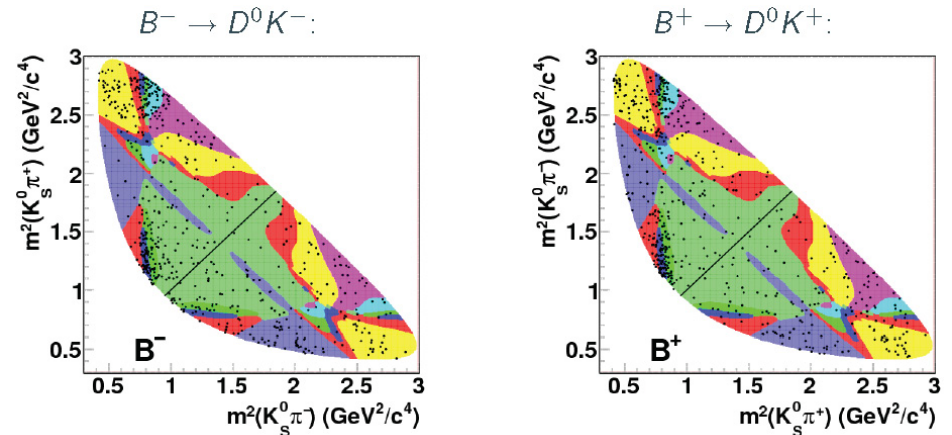 B⁻ → D⁰K⁻:
B⁺ → D⁰K⁺:
m²(K⁰ₛπ⁺) (GeV²/c⁴)
3
2.5
2
1.5
1
0.5
B⁻
0.5 1 1.5 2 2.5 3
m²(K⁰ₛπ⁻) (GeV²/c⁴)
m²(K⁰ₛπ⁻) (GeV²/c⁴)
3
2.5
2
1.5
1
0.5
B⁺
0.5 1 1.5 2 2.5 3
m²(K⁰ₛπ⁺) (GeV²/c⁴)